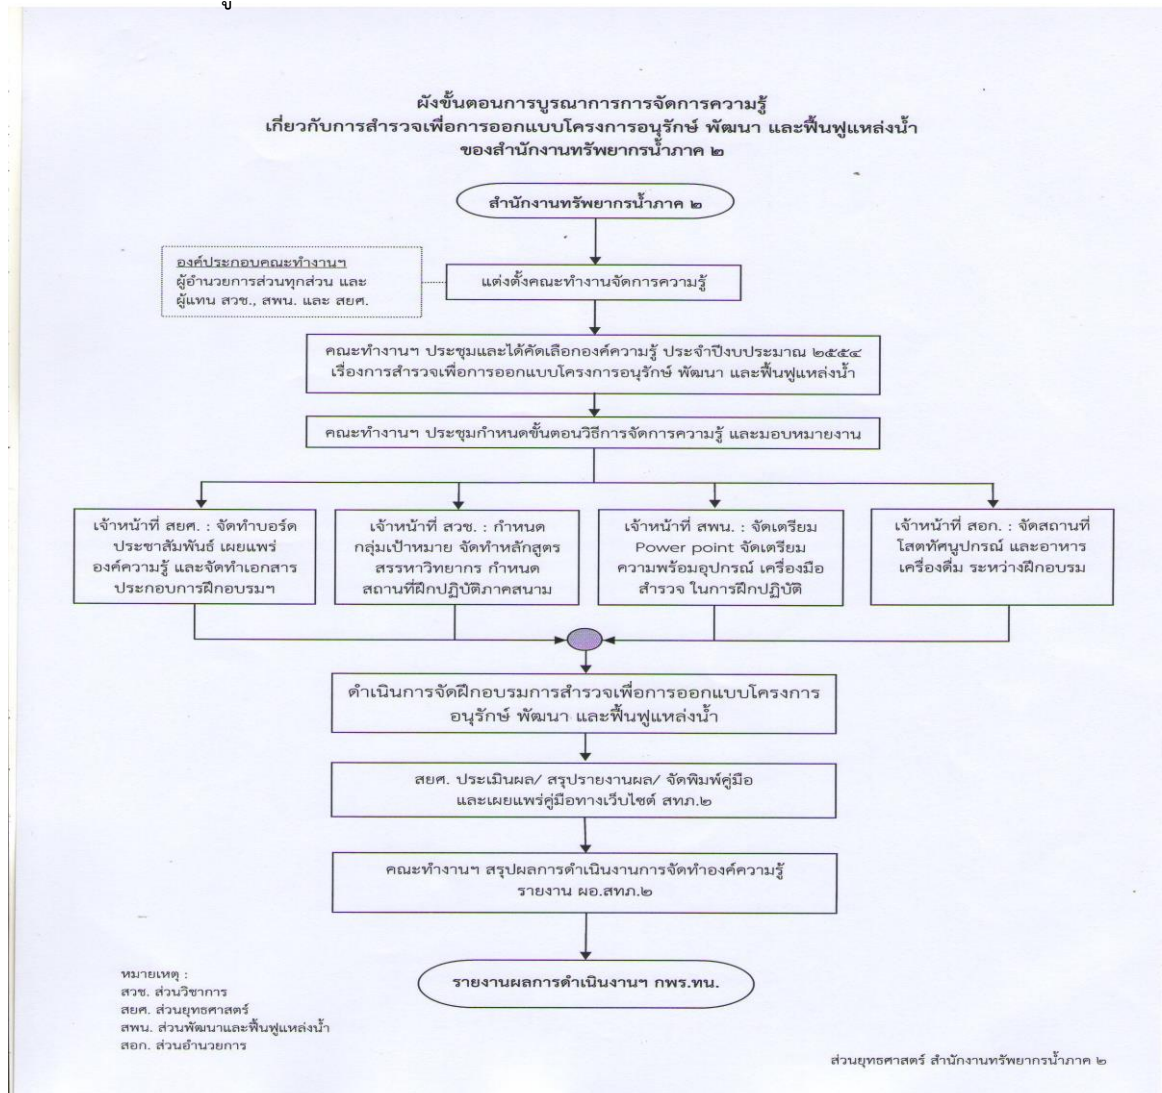 ผังขั้นตอนการบูรณาการการจัดการความรู้
เกี่ยวกับการสำรวจเพื่อการออกแบบโครงการอนุรักษ์ พัฒนา และฟื้นฟูแหล่งน้ำ
ของสำนักงานทรัพยากรน้ำภาค ๒
สำนักงานทรัพยากรน้ำภาค ๒
องค์ประกอบคณะทำงานฯ
ผู้อำนวยการส่วนทุกส่วน และ
ผู้แทน สวช., สพน. และ สยศ.
แต่งตั้งคณะทำงานจัดการความรู้
คณะทำงานฯ ประชุมและได้คัดเลือกองค์ความรู้ ประจำปีงบประมาณ ๒๕๕๔
เรื่องการสำรวจเพื่อการออกแบบโครงการอนุรักษ์ พัฒนา และฟื้นฟูแหล่งน้ำ
คณะทำงานฯ ประชุมกำหนดขั้นตอนวิธีการจัดการความรู้ และมอบหมายงาน
เจ้าหน้าที่ สยศ. : จัดทำบอร์ด
ประชาสัมพันธ์ เผยแพร่
องค์ความรู้ และจัดทำเอกสาร
ประกอบการฝึกอบรมฯ
เจ้าหน้าที่ สวช. : กำหนด
กลุ่มเป้าหมาย จัดทำหลักสูตร
สรรหาวิทยากร กำหนด
สถานที่ฝึกปฏิบัติภาคสนาม
เจ้าหน้าที่ สพน. : จัดเตรียม
Power point จัดเตรียม
ความพร้อมอุปกรณ์ เครื่องมือ
สำรวจ ในการฝึกปฏิบัติ
เจ้าหน้าที่ สอก. : จัดสถานที่
โสตทัศนูปกรณ์ และอาหาร
เครื่องดื่ม ระหว่างฝึกอบรม
ดำเนินการจัดฝึกอบรมการสำรวจเพื่อการออกแบบโครงการ
อนุรักษ์ พัฒนา และฟื้นฟูแหล่งน้ำ
สยศ. ประเมินผล/ สรุปรายงานผล/ จัดพิมพ์คู่มือ
และเผยแพร่คู่มือทางเว็บไซต์ สทภ.๒
คณะทำงานฯ สรุปผลการดำเนินงานการจัดทำองค์ความรู้
รายงาน ผอ.สทภ.๒
รายงานผลการดำเนินงานฯ กพร.ทน.
หมายเหตุ :
สวช. ส่วนวิชาการ
สยศ. ส่วนยุทธศาสตร์
สพน. ส่วนพัฒนาและฟื้นฟูแหล่งน้ำ
สอก. ส่วนอำนวยการ
ส่วนยุทธศาสตร์ สำนักงานทรัพยากรน้ำภาค ๒